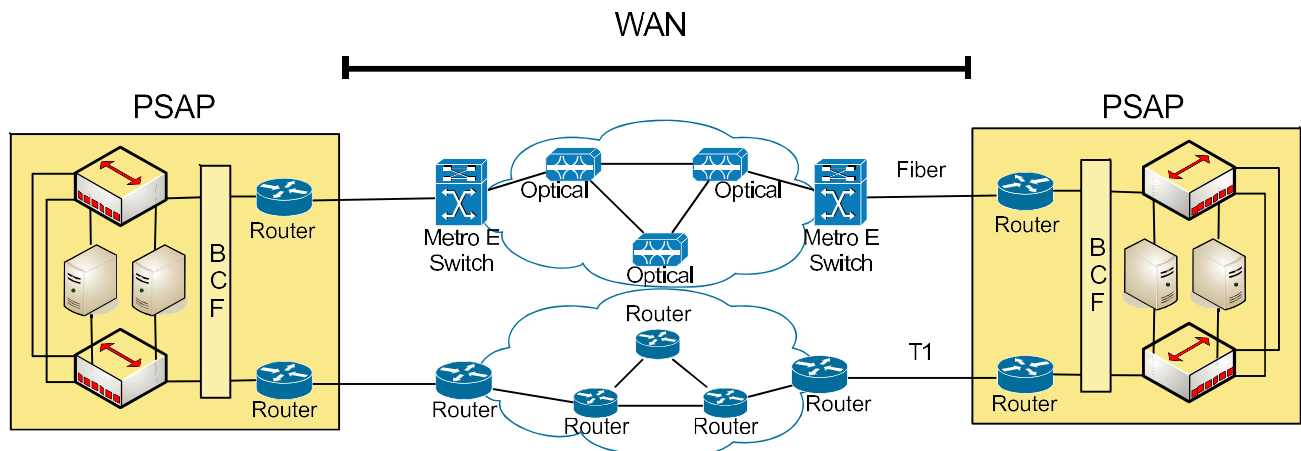 WAN
PSAP
PSAP
Optical
Optical
Fiber
Router
Metro E
Switch
Metro E
Switch
Router
B
C
F
B
C
F
Optical
Router
T1
Router
Router
Router
Router
Router
Router